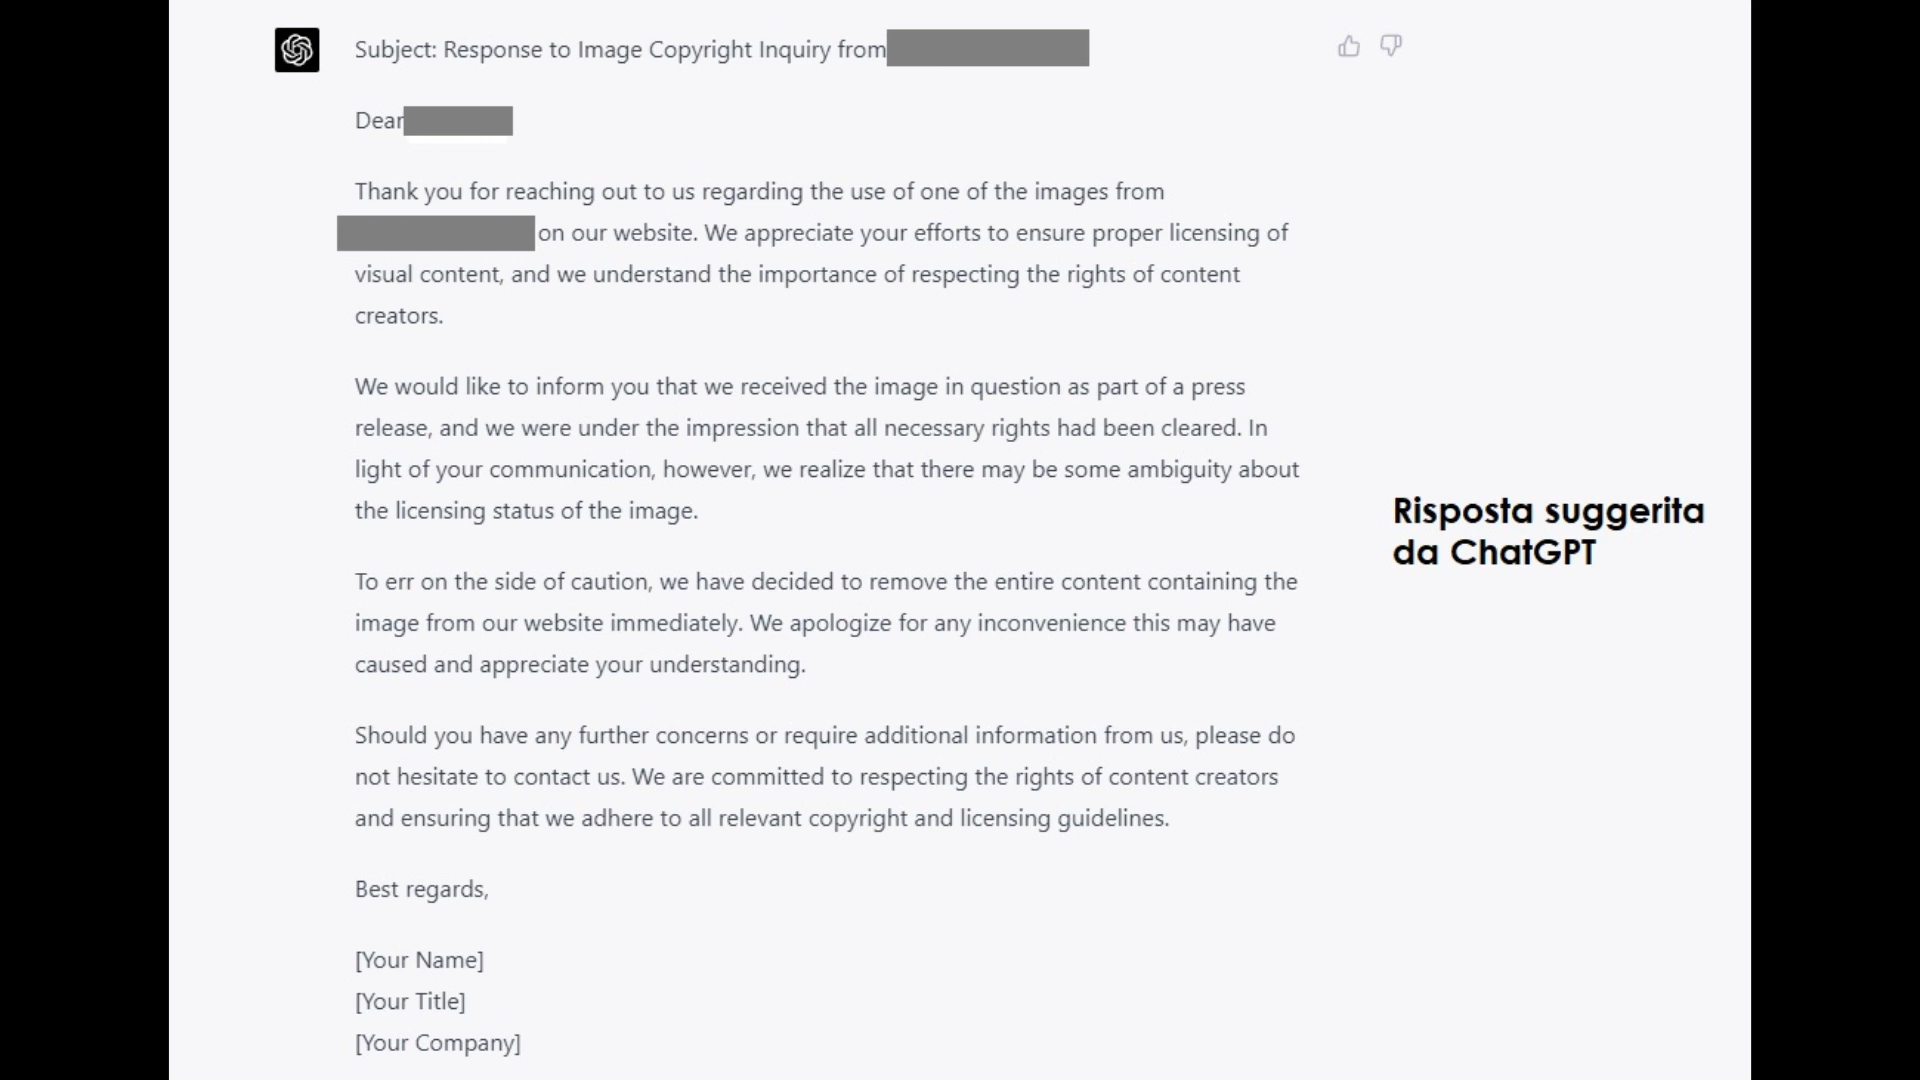 Subject: Response to Image Copyright Inquiry from
Dear
Thank you for reaching out to us regarding the use of one of the images from
on our website. We appreciate your efforts to ensure proper licensing of
visual content, and we understand the importance of respecting the rights of content
creators.
We would like to inform you that we received the image in question as part of a press
release, and we were under the impression that all necessary rights had been cleared. In
light of your communication, however, we realize that there may be some ambiguity about
the licensing status of the image.
To err on the side of caution, we have decided to remove the entire content containing the
image from our website immediately. We apologize for any inconvenience this may have
caused and appreciate your understanding.
Should you have any further concerns or require additional information from us, please do
not hesitate to contact us. We are committed to respecting the rights of content creators
and ensuring that we adhere to all relevant copyright and licensing guidelines.
Best regards,
[Your Name]
[Your Title]
[Your Company]
Risposta suggerita
da ChatGPT